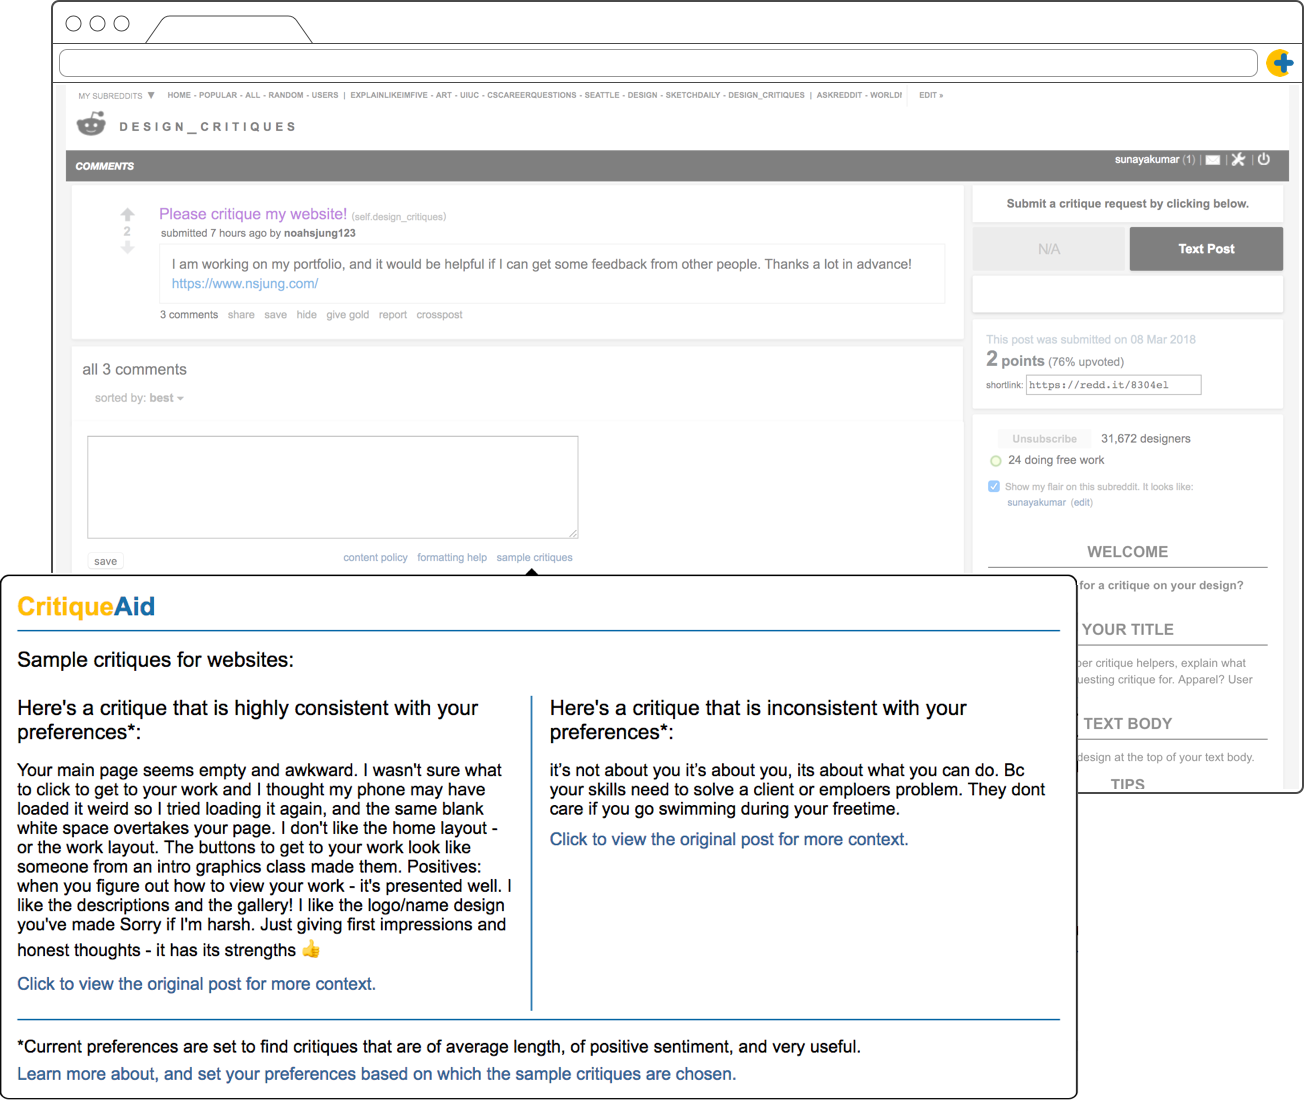 MY SUBREDDITS ▼ HOME - POPULAR - ALL - RANDOM - USERS | EXPLAINLIKEIMFIVE - ART - UIUC - CSCAREERQUESTIONS - SEATTLE - DESIGN - SKETCHDAILY - DESIGN_CRITIQUES | ASKREDDIT - WORLD EDIT »
DESIGN_CRITIQUES
COMMENTS
sunayakumar (1) | | |
Please critique my website! (self.design_critiques)
2
submitted 7 hours ago by noahsjung123
I am working on my portfolio, and it would be helpful if I can get some feedback from other people. Thanks a lot in advance!
https://www.nsjung.com/
3 comments share save hide give gold report crosspost
all 3 comments
sorted by: best
save
content policy formatting help sample critiques
Submit a critique request by clicking below.
N/A Text Post
This post was submitted on 08 Mar 2018
2 points (76% upvoted)
shortlink: https://redd.it/8304el
Unsubscribe 31,672 designers
24 doing free work
Show my flair on this subreddit. It looks like:
sunayakumar (edit)
WELCOME
for a critique on your design?
YOUR TITLE
per critique helpers, explain what
uesting critique for. Apparel? User
TEXT BODY
design at the top of your text body.
TIPS
CritiqueAid
Sample critiques for websites:
Here's a critique that is highly consistent with your
preferences*:
Your main page seems empty and awkward. I wasn't sure what
to click to get to your work and I thought my phone may have
loaded it weird so I tried loading it again, and the same blank
white space overtakes your page. I don't like the home layout -
or the work layout. The buttons to get to your work look like
someone from an intro graphics class made them. Positives:
when you figure out how to view your work - it's presented well. I
like the descriptions and the gallery! I like the logo/name design
you've made Sorry if I'm harsh. Just giving first impressions and
honest thoughts - it has its strengths 👍
Click to view the original post for more context.
Here's a critique that is inconsistent with your
preferences*:
it's not about you it's about you, its about what you can do. Bc
your skills need to solve a client or emploers problem. They dont
care if you go swimming during your freetime.
Click to view the original post for more context.
*Current preferences are set to find critiques that are of average length, of positive sentiment, and very useful.
Learn more about, and set your preferences based on which the sample critiques are chosen.